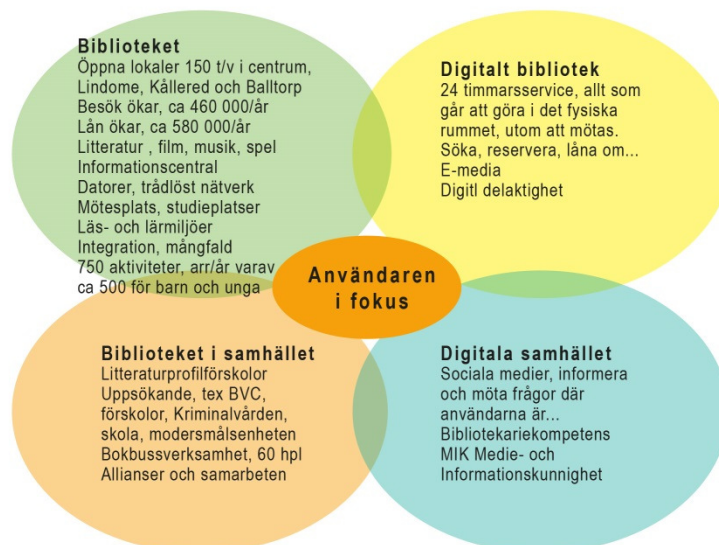 Biblioteket
Öppna lokaler 150 t/v i centrum,
Lindome, Kållered och Balltorp
Besök ökar, ca 460 000/år
Lån ökar, ca 580 000/år
Litteratur , film, musik, spel
Informationscentral
Datorer, trådlöst nätverk
Mötesplats, studieplatser
Läs- och lärmiljöer
Integration, mångfald
750 aktiviteter, arr/år varav
ca 500 för barn och unga
Digitalt bibliotek
24 timmarsservice, allt som
går att göra i det fysiska
rummet, utom att mötas.
Söka, reservera, låna om...
E-media
Digitl delaktighet
Användaren
i fokus
Biblioteket i samhället
Litteraturprofilförskolor
Uppsökande, tex BVC,
förskolor, Kriminalvården,
skola, modersmålsenheten
Bokbussverksamhet, 60 hpl
Allianser och samarbeten
Digitala samhället
Sociala medier, informera
och möta frågor där
användarna är...
Bibliotekariekompetens
MIK Medie- och
Informationskunnighet